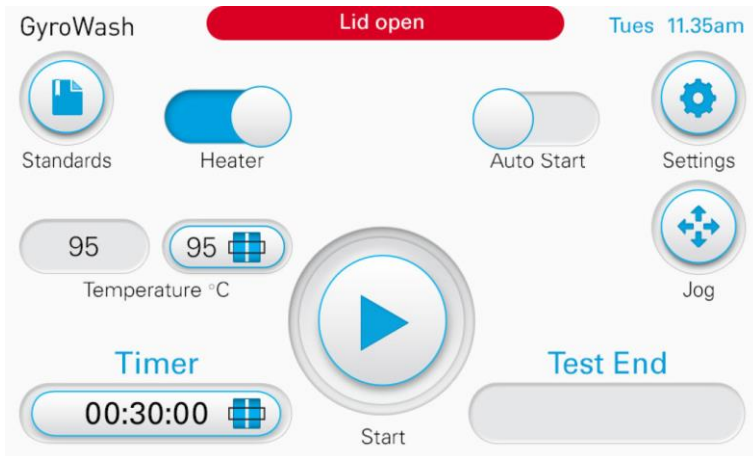 GyroWash
Lid open
Tues 11.35am
Standards
Heater
Auto Start
Settings
95
95
Temperature °C
Jog
Timer
Test End
00:30:00
Start